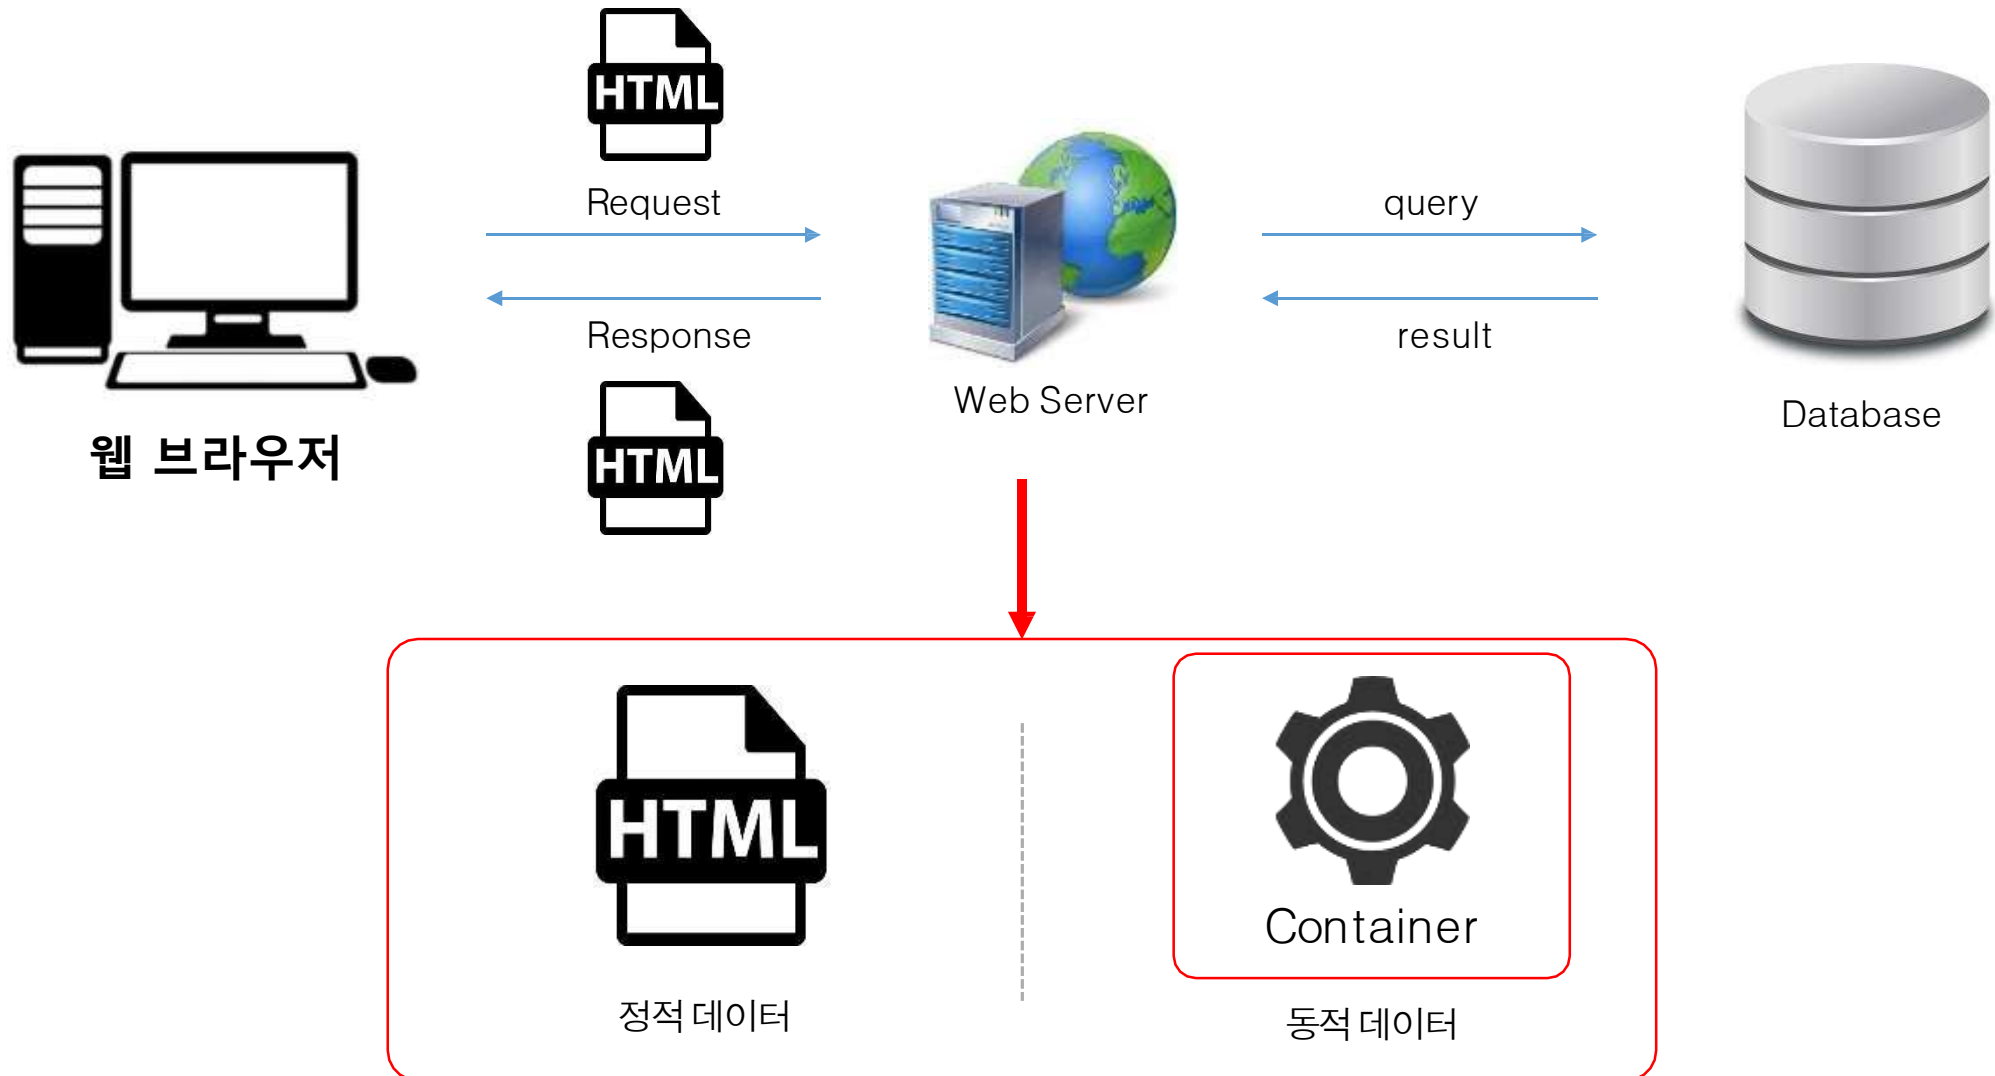 HTML
Request
Response
HTML
웹 브라우저
Web Server
query
result
Database
HTML
정적 데이터
Container
동적 데이터